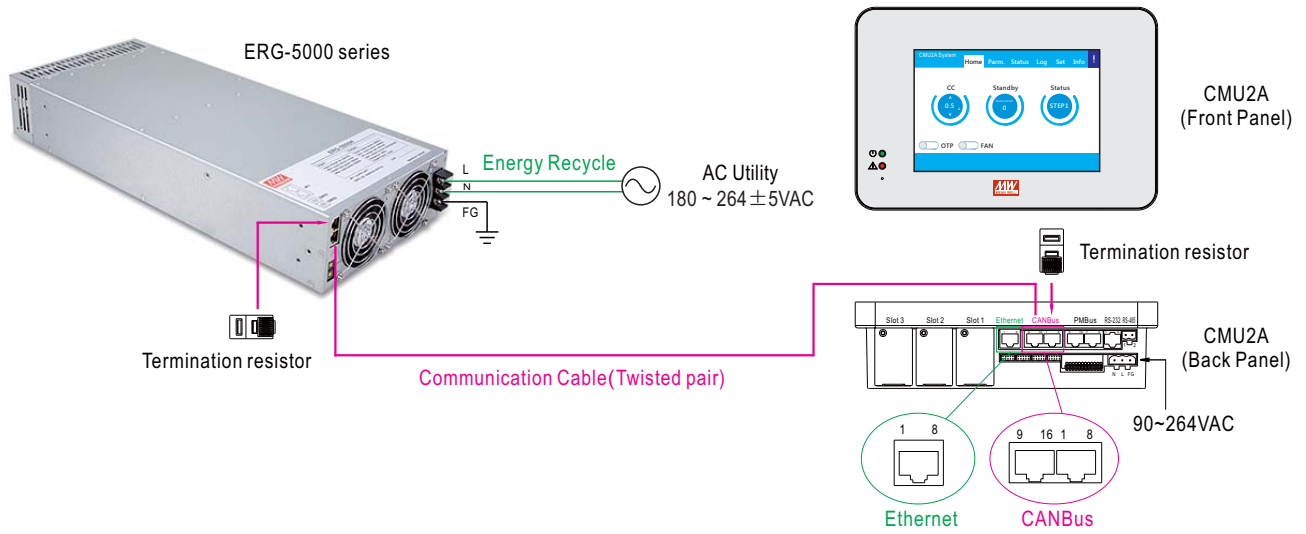 ERG-5000 series
L
N
FG
Energy Recycle
AC Utility
180 ~ 264±5VAC
Termination resistor
Communication Cable(Twisted pair)
CMU2A System
Home Parm. Status Log Set Info !
CC
Standby
Status
0.5
0
STEP1
OTP
FAN
MW
CMU2A
(Front Panel)
Termination resistor
Slot 3 Slot 2 Slot 1 Ethernet CANBus PMBus RS-232 RS-485
N L FG
CMU2A
(Back Panel)
90~264VAC
1 8
9 16 1 8
Ethernet
CANBus